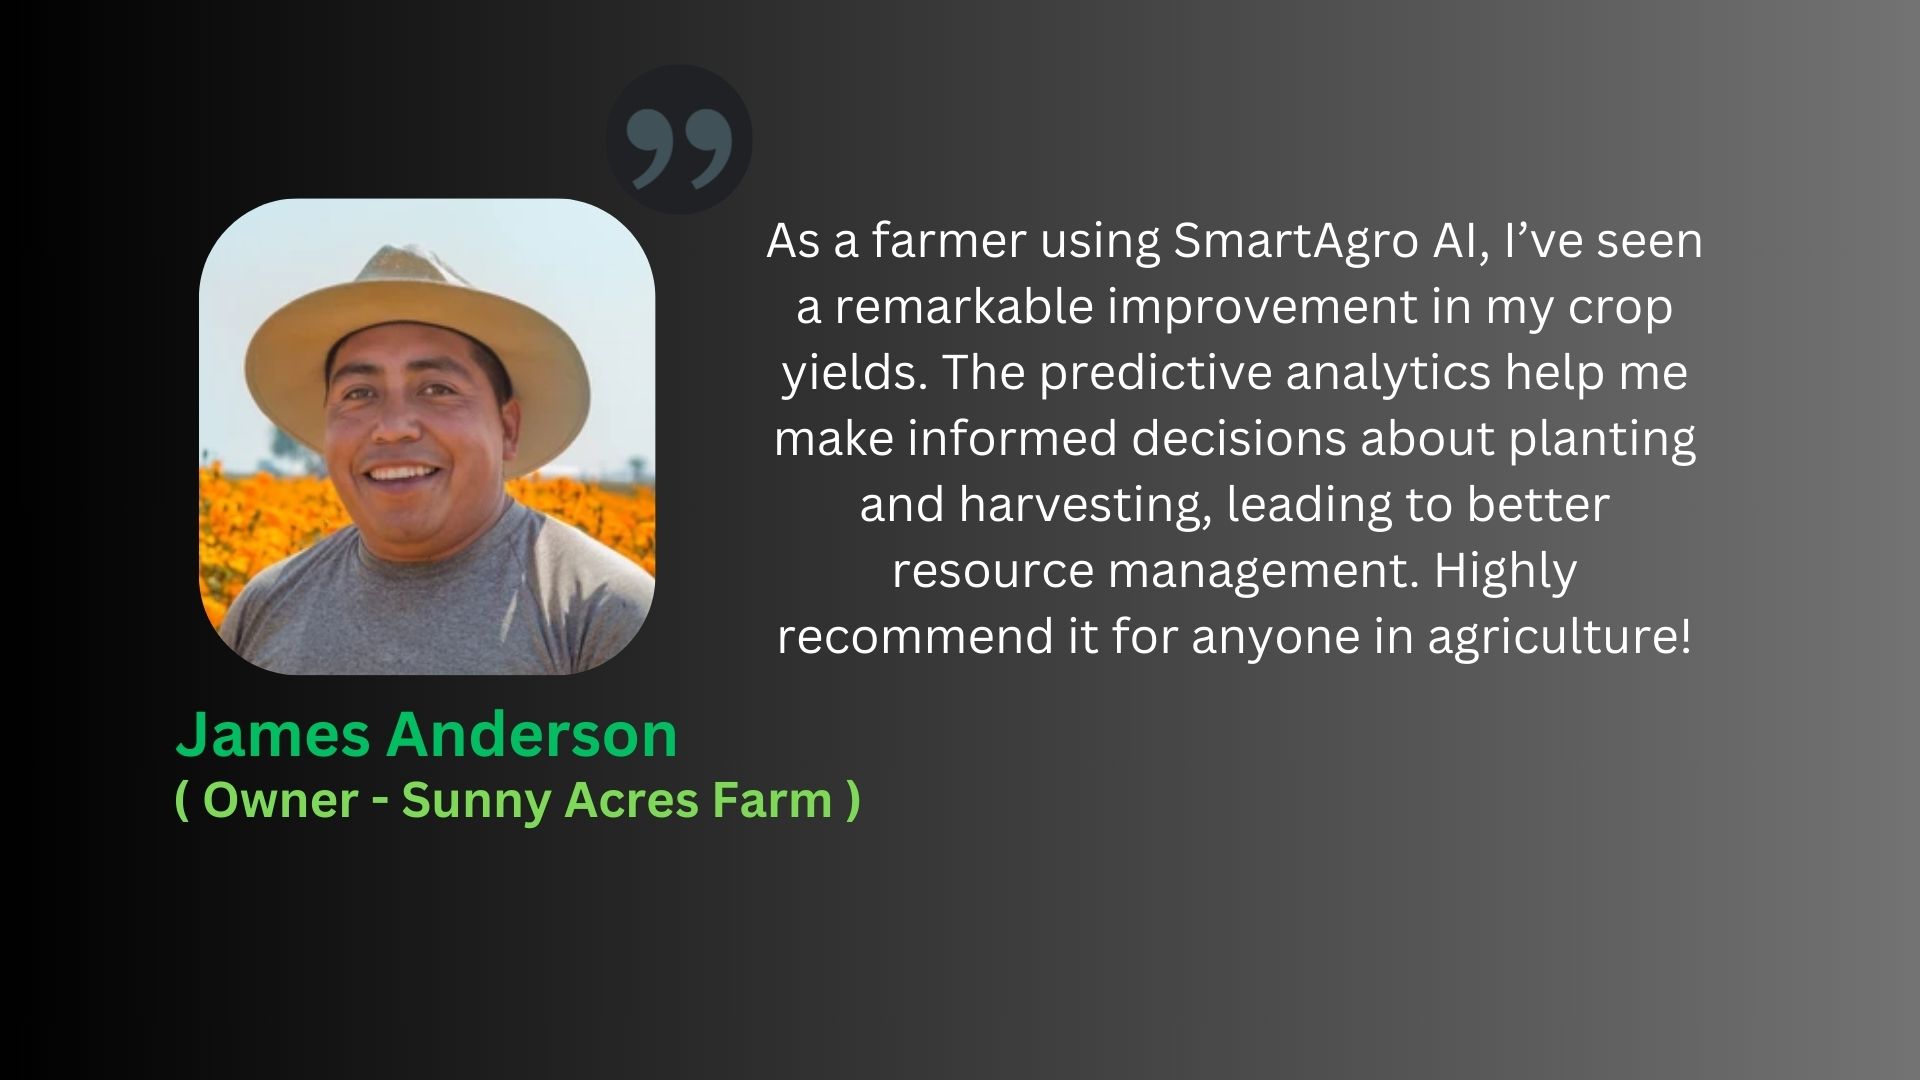 ”
As a farmer using SmartAgro AI, I’ve seen
a remarkable improvement in my crop
yields. The predictive analytics help me
make informed decisions about planting
and harvesting, leading to better
resource management. Highly
recommend it for anyone in agriculture!
James Anderson
( Owner - Sunny Acres Farm )